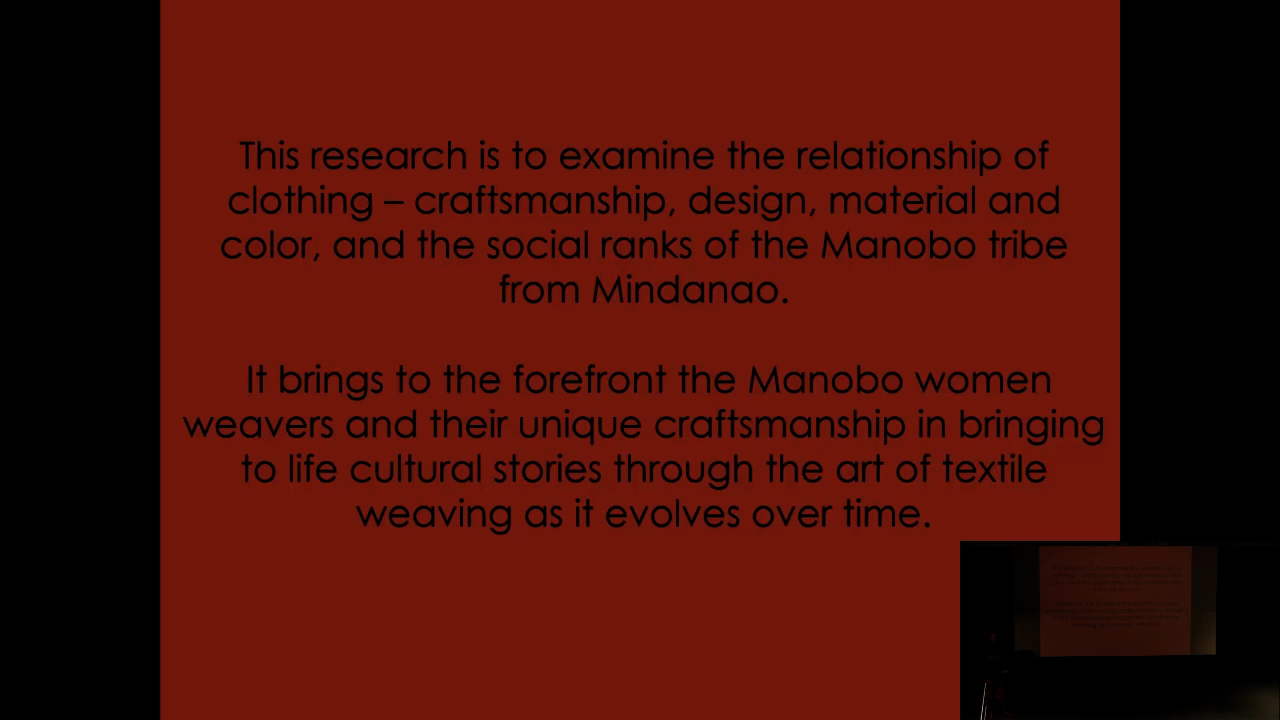 This research is to examine the relationship of
clothing – craftsmanship, design, material and
color, and the social ranks of the Manobo tribe
from Mindanao.
It brings to the forefront the Manobo women
weavers and their unique craftsmanship in bringing
to life cultural stories through the art of textile
weaving as it evolves over time.